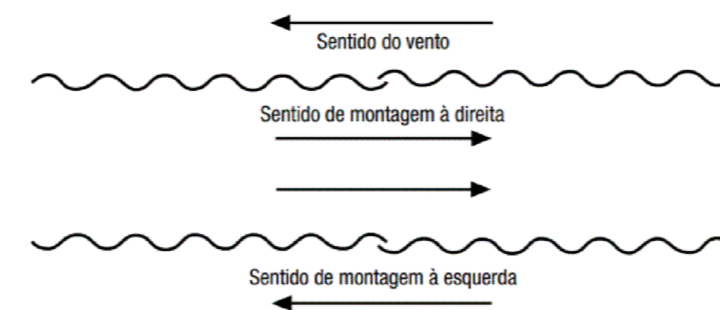 Sentido do vento
Sentido de montagem à direita
Sentido de montagem à esquerda